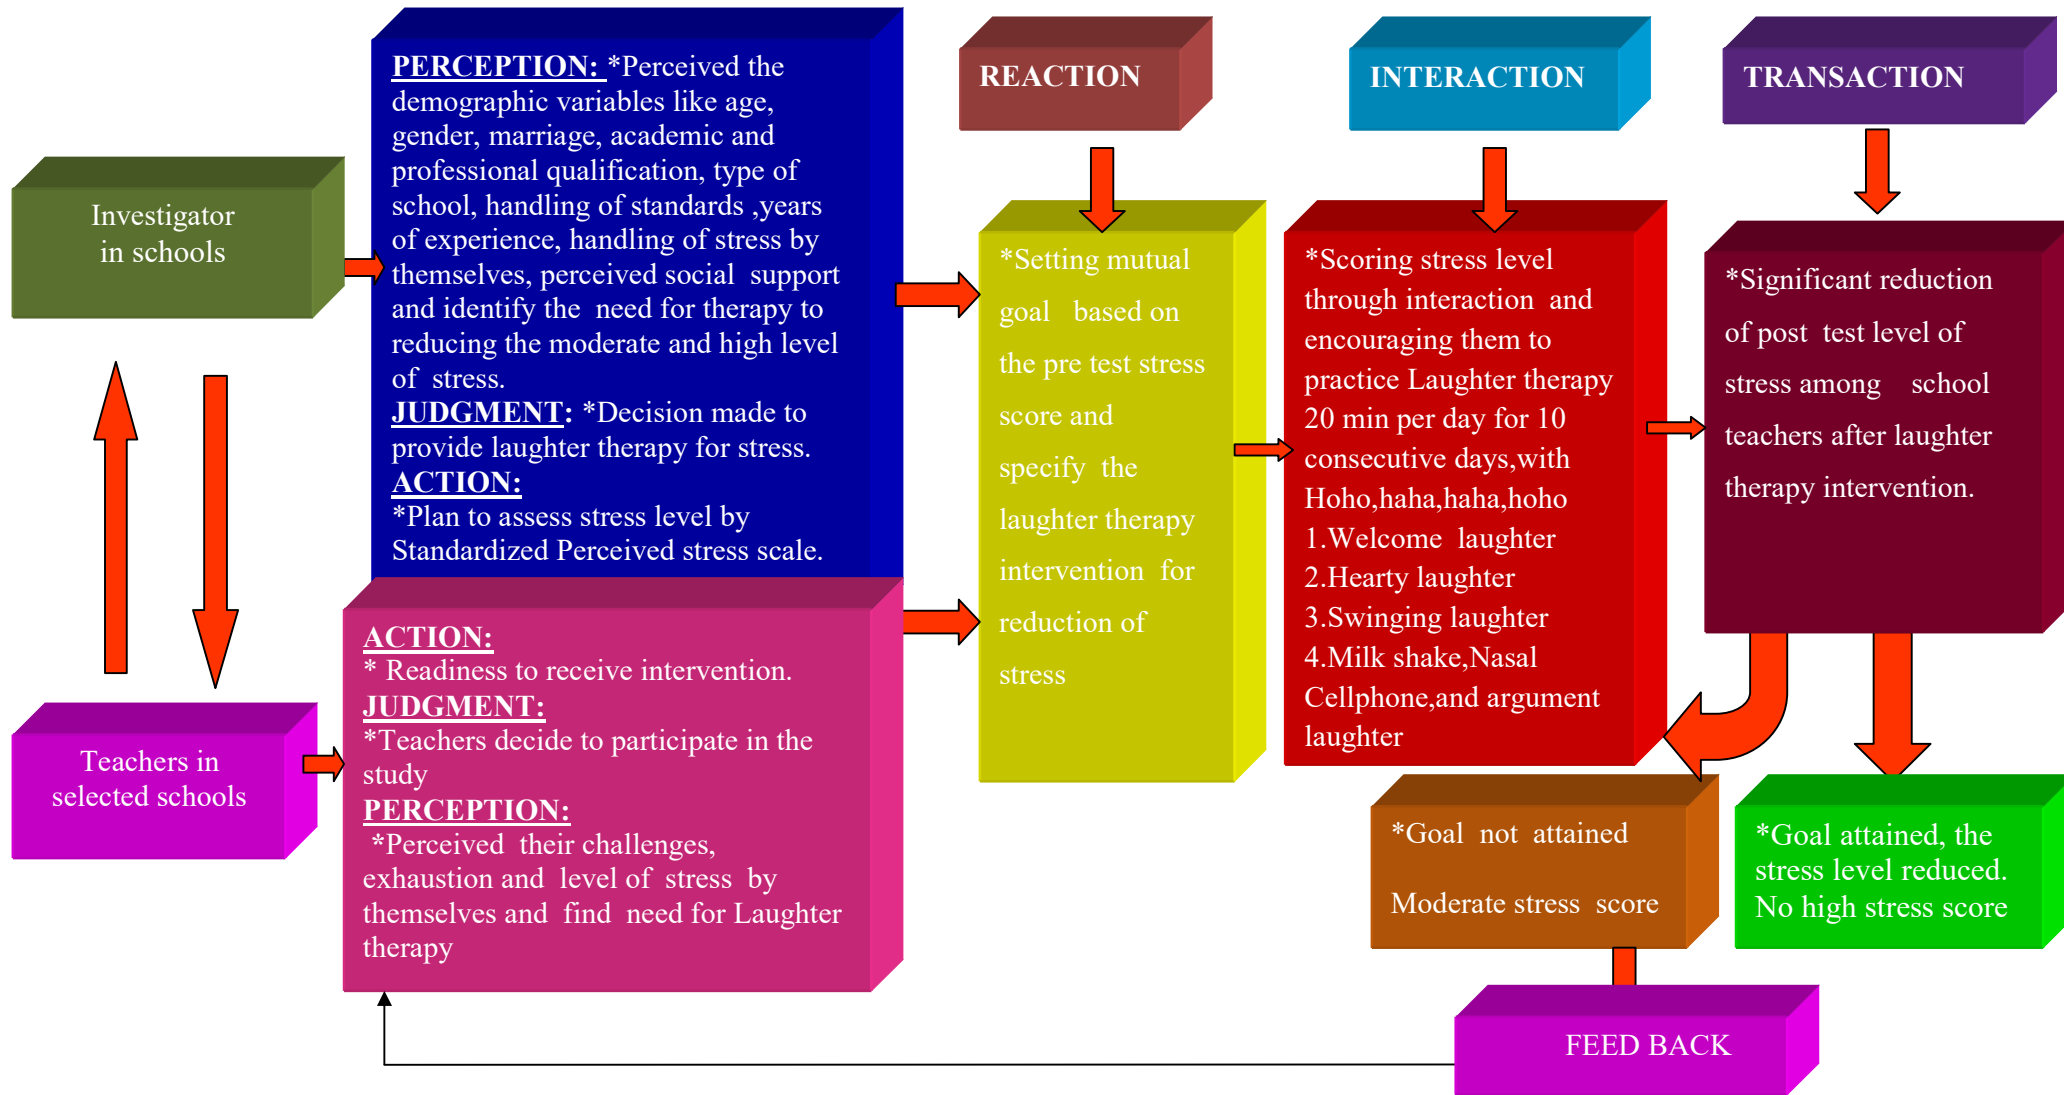 Investigator
in schools
Teachers in
selected schools
PERCEPTION: *Perceived the
demographic variables like age,
gender, marriage, academic and
professional qualification, type of
school, handling of standards ,years
of experience, handling of stress by
themselves, perceived social support
and identify the need for therapy to
reducing the moderate and high level
of stress.
JUDGMENT: *Decision made to
provide laughter therapy for stress.
ACTION:
*Plan to assess stress level by
Standardized Perceived stress scale.
ACTION:
* Readiness to receive intervention.
JUDGMENT:
*Teachers decide to participate in the
study
PERCEPTION:
*Perceived their challenges,
exhaustion and level of stress by
themselves and find need for Laughter
therapy
REACTION
*Setting mutual
goal based on
the pre test stress
score and
specify the
laughter therapy
intervention for
reduction of
stress
INTERACTION
*Scoring stress level
through interaction and
encouraging them to
practice Laughter therapy
20 min per day for 10
consecutive days,with
Hoho,haha,haha,hoho
1.Welcome laughter
2.Hearty laughter
3.Swinging laughter
4.Milk shake,Nasal
Cellphone,and argument
laughter
TRANSACTION
*Significant reduction
of post test level of
stress among school
teachers after laughter
therapy intervention.
*Goal not attained
Moderate stress score
*Goal attained, the
stress level reduced.
No high stress score
FEED BACK